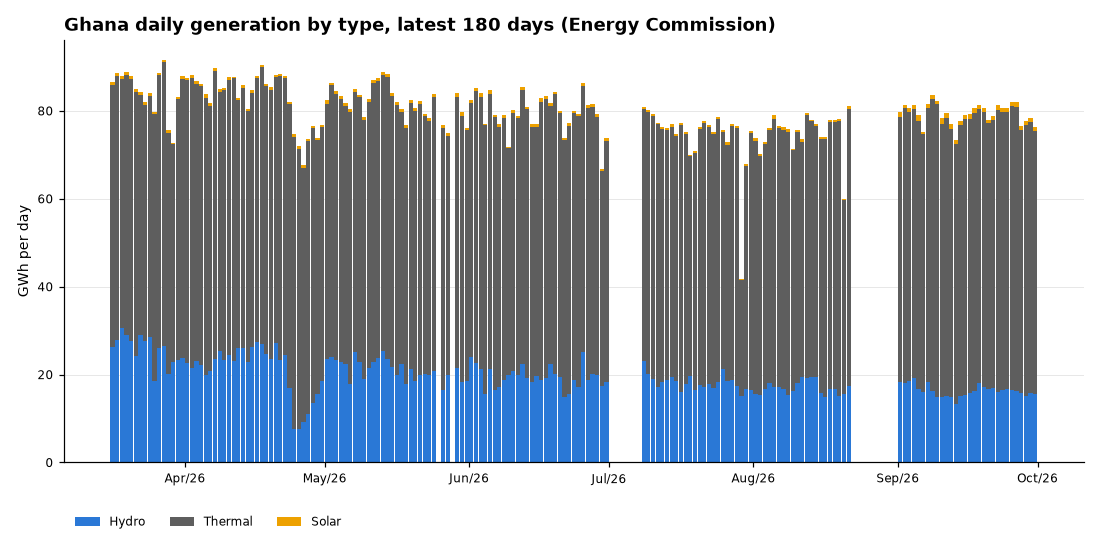 Ghana daily generation by type, latest 180 days (Energy Commission)
GWh per day
80
60
40
20
0
Apr/26 May/26 Jun/26 Jul/26 Aug/26 Sep/26 Oct/26
Hydro Thermal Solar